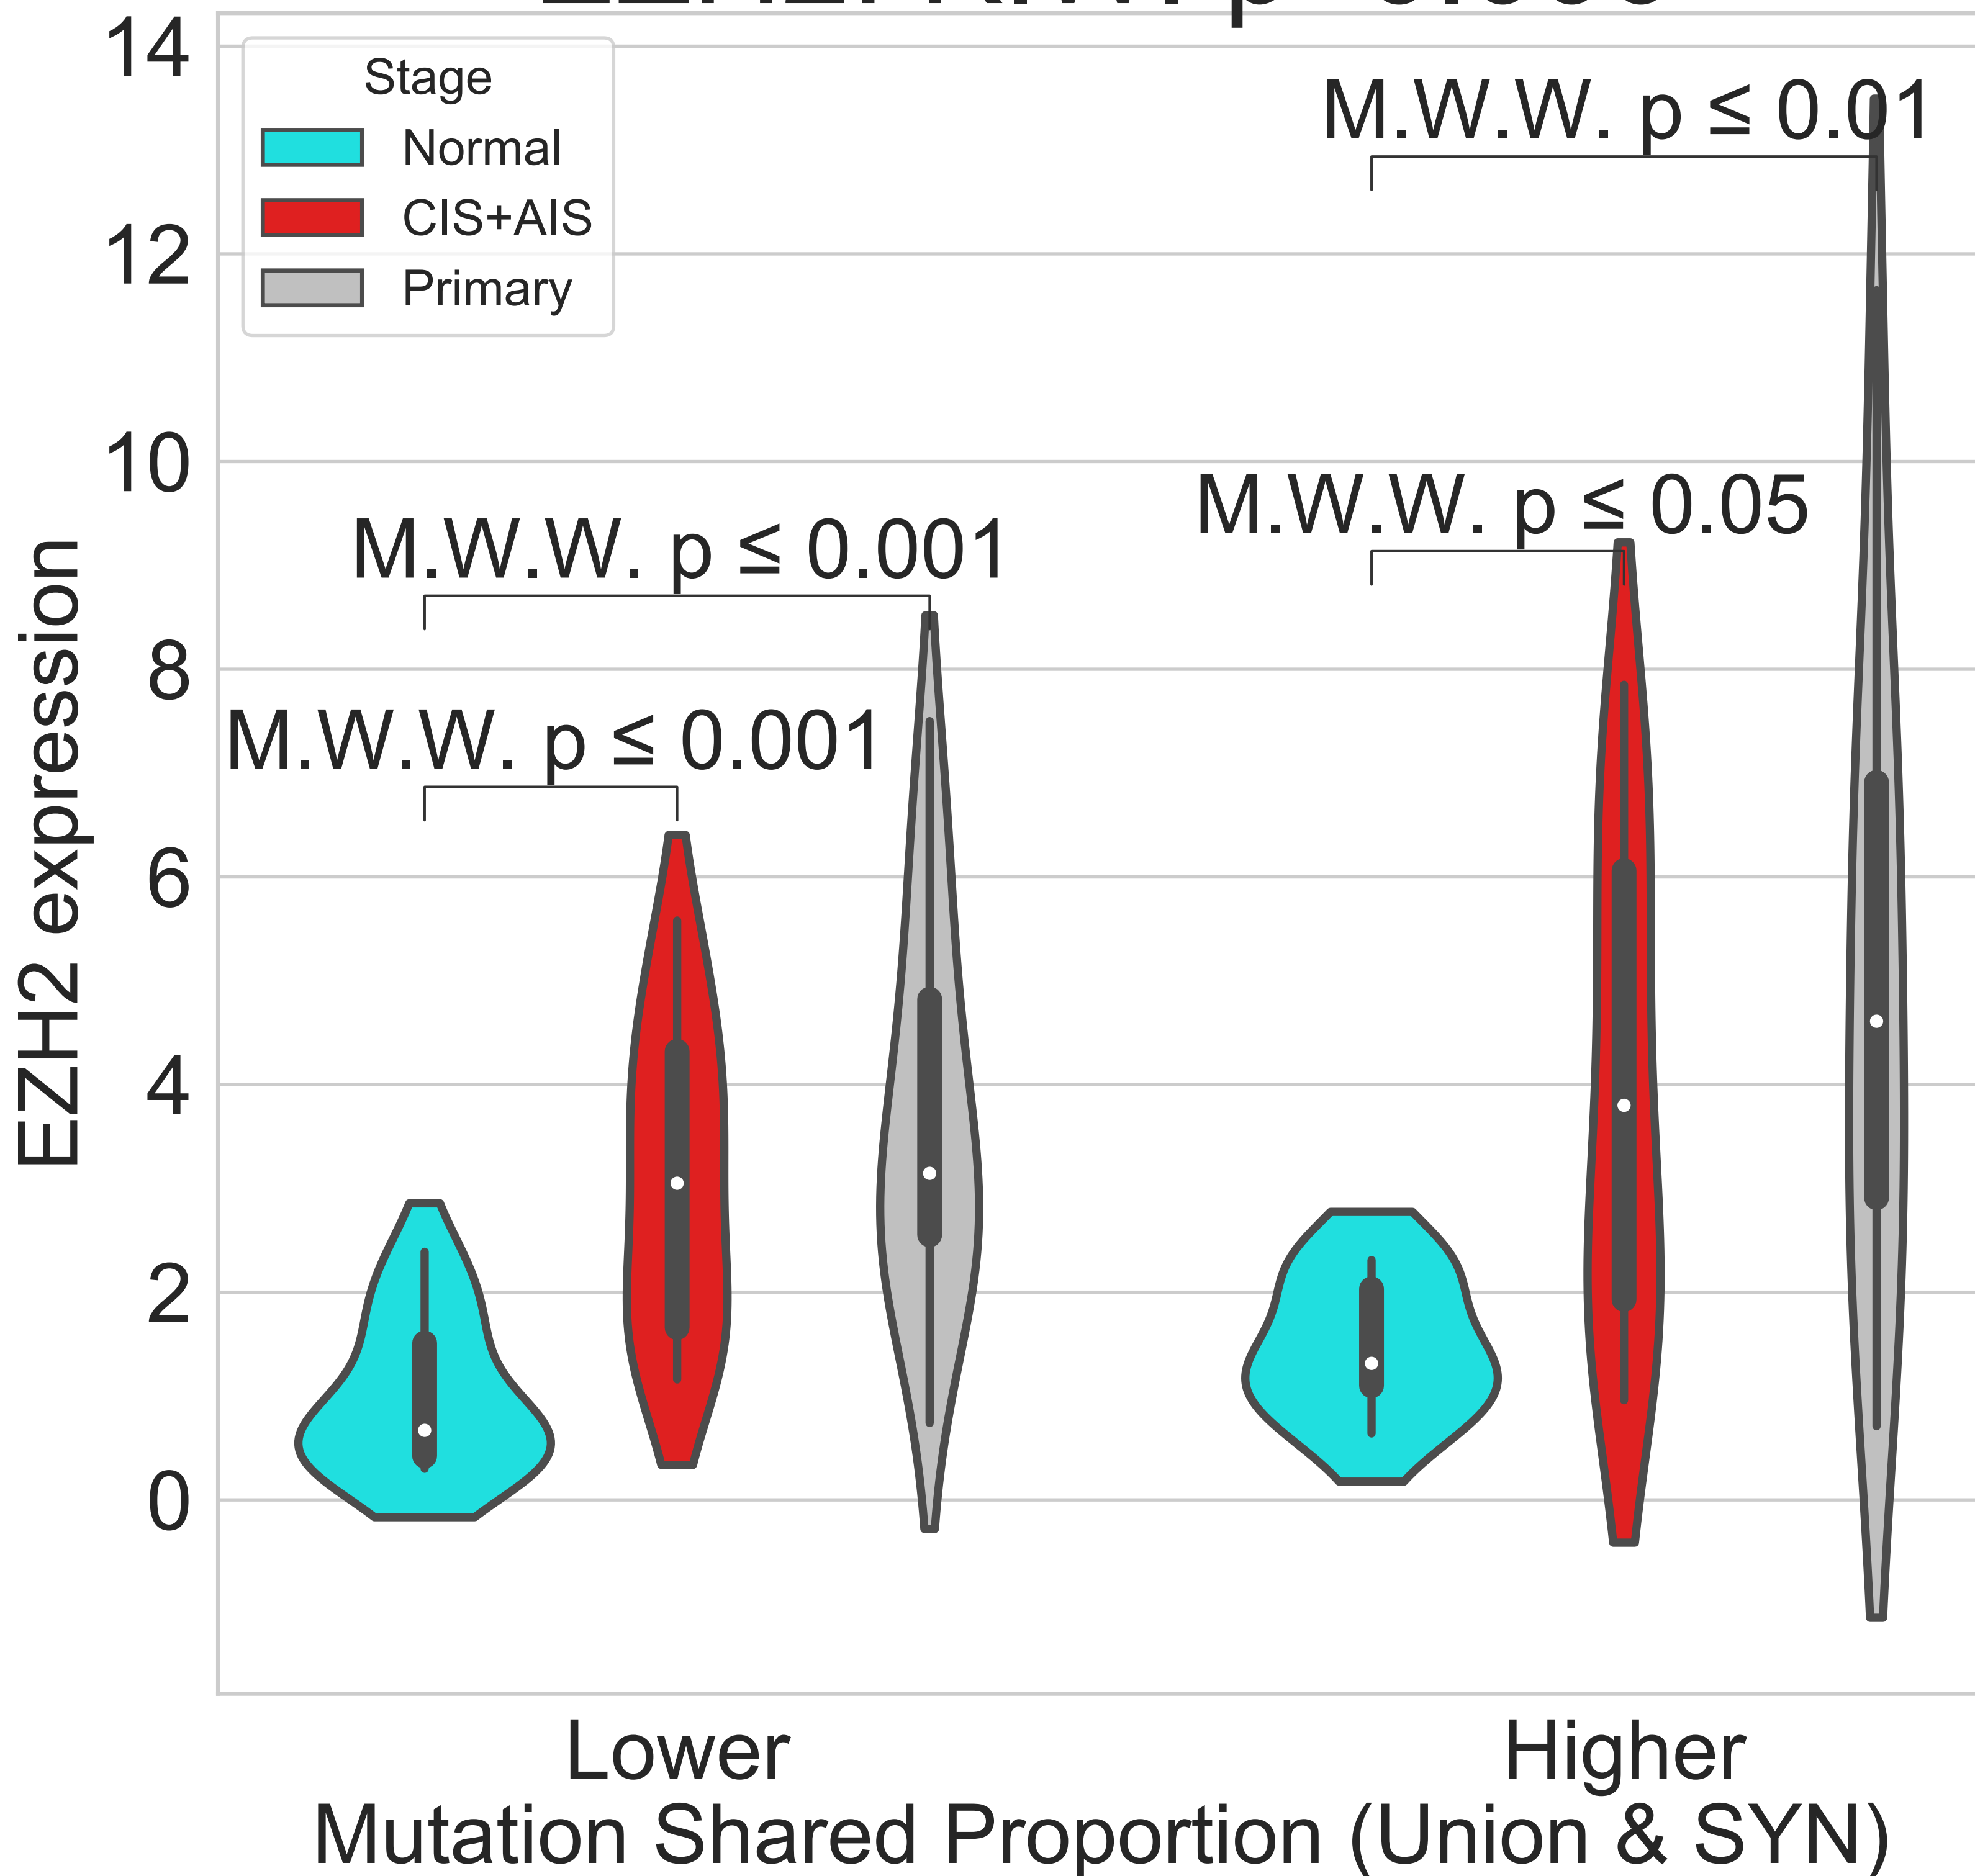 14
12
10
8
6
4
2
0
EZH2 expression
Stage
Normal
CIS+AIS
Primary
M.W.W. p ≤ 0.01
M.W.W. p ≤ 0.05
M.W.W. p ≤ 0.001
M.W.W. p ≤ 0.001
Lower
Higher
Mutation Shared Proportion (Union & SYN)